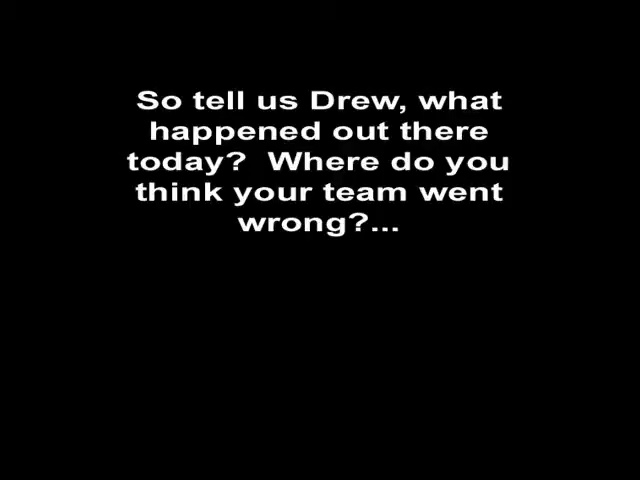 So tell us Drew, what
happened out there
today?  Where do you
think your team went
wrong?...